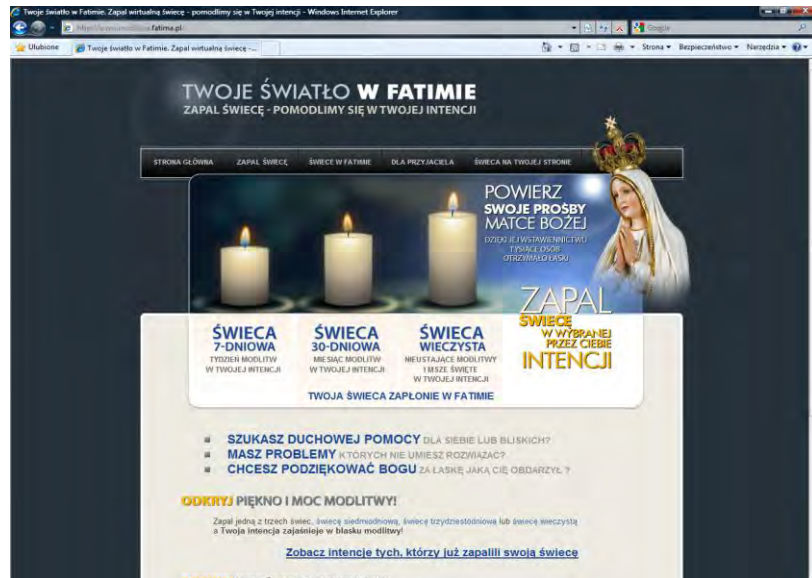 Twoje światło w Fatimie. Zapal wirtualną świecę - pomodlimy się w Twojej intencji - Windows Internet Explorer
fatima.pl
Google
Ulubione
Twoje światło w Fatimie. Zapal wirtualną świecę -...
Strona
Bezpieczeństwo
Narzędzia
TWOJE ŚWIATŁO W FATIMIE
ZAPAL ŚWIECĘ - POMODLIMY SIĘ W TWOJEJ INTENCJI
STRONA GŁÓWNA ZAPAL ŚWIECĘ ŚWIECE W FATIMIE DLA PRZYJACIELA ŚWIECA NA TWOJEJ STRONIE
POWIERZ
SWOJE PROŚBY
MATCE BOŻEJ
DZIĘKI JEJ WSTAWIENNICTWU
TYSIĄCE OSÓB
OTRZYMAŁO ŁASKI
ZAPAL
ŚWIECĘ
W WYBRANEJ
PRZEZ CIEBIE
INTENCJI
ŚWIECA
7-DNIOWA
TYDZIEŃ MODLITW
W TWOJEJ INTENCJI
ŚWIECA
30-DNIOWA
MIESIĄC MODLITW
W TWOJEJ INTENCJI
ŚWIECA
WIECZYSTA
NIEUSTAJĄCE MODLITWY
I MSZE ŚWIĘTE
W TWOJEJ INTENCJI
TWOJA ŚWIECA ZAPŁONIE W FATIMIE
SZUKASZ DUCHOWEJ POMOCY DLA SIEBIE LUB BLISKICH?
MASZ PROBLEMY KTÓRYCH NIE UMIESZ ROZWIĄZAĆ?
CHCESZ PODZIĘKOWAĆ BOGU ZA ŁASKĘ JAKĄ CIĘ OBDARZYŁ ?
ODKRYJ PIĘKNO I MOC MODLITWY!
Zapal jedną z trzech świec, świecę siedmiodniową, świecę trzydziestodniową lub świecę wieczystą
a Twoja intencja zajaśnieje w blasku modlitwy!
Zobacz intencje tych, którzy już zapalili swoją świecę